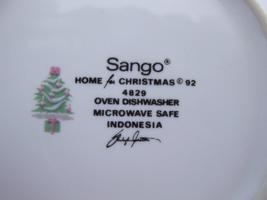 Sango®
HOME for CHRISTMAS © 92
4829
OVEN DISHWASHER
MICROWAVE SAFE
INDONESIA